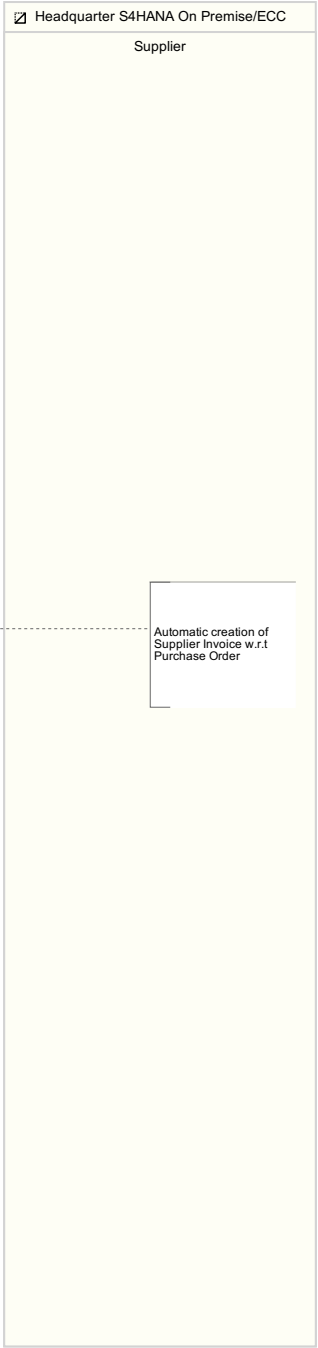 Headquarter S4HANA On Premise/ECC
Supplier
Automatic creation of
Supplier Invoice w.r.t
Purchase Order